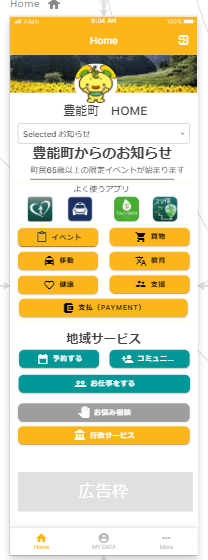 Home
Adalo 9:04 AM 100%
Home
豊能町 HOME
Selected お知らせ
豊能町からのお知らせ
町民65歳以上の限定イベントが始まります
よく使うアプリ
イベント 買物
移動 教育
健康 支援
支払（PAYMENT）
地域サービス
予約する コミュニ...
お仕事をする
お悩み相談
行政サービス
広告枠
Home MY DATA More